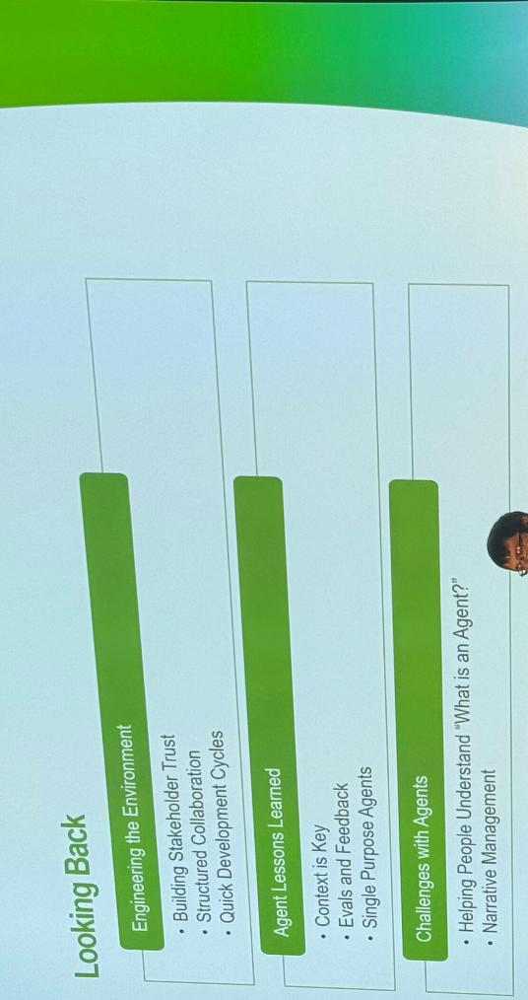 Looking Back
Engineering the Environment
• Building Stakeholder Trust
• Structured Collaboration
• Quick Development Cycles
Agent Lessons Learned
• Context is Key
• Evals and Feedback
• Single Purpose Agents
Challenges with Agents
• Helping People Understand “What is an Agent?”
• Narrative Management